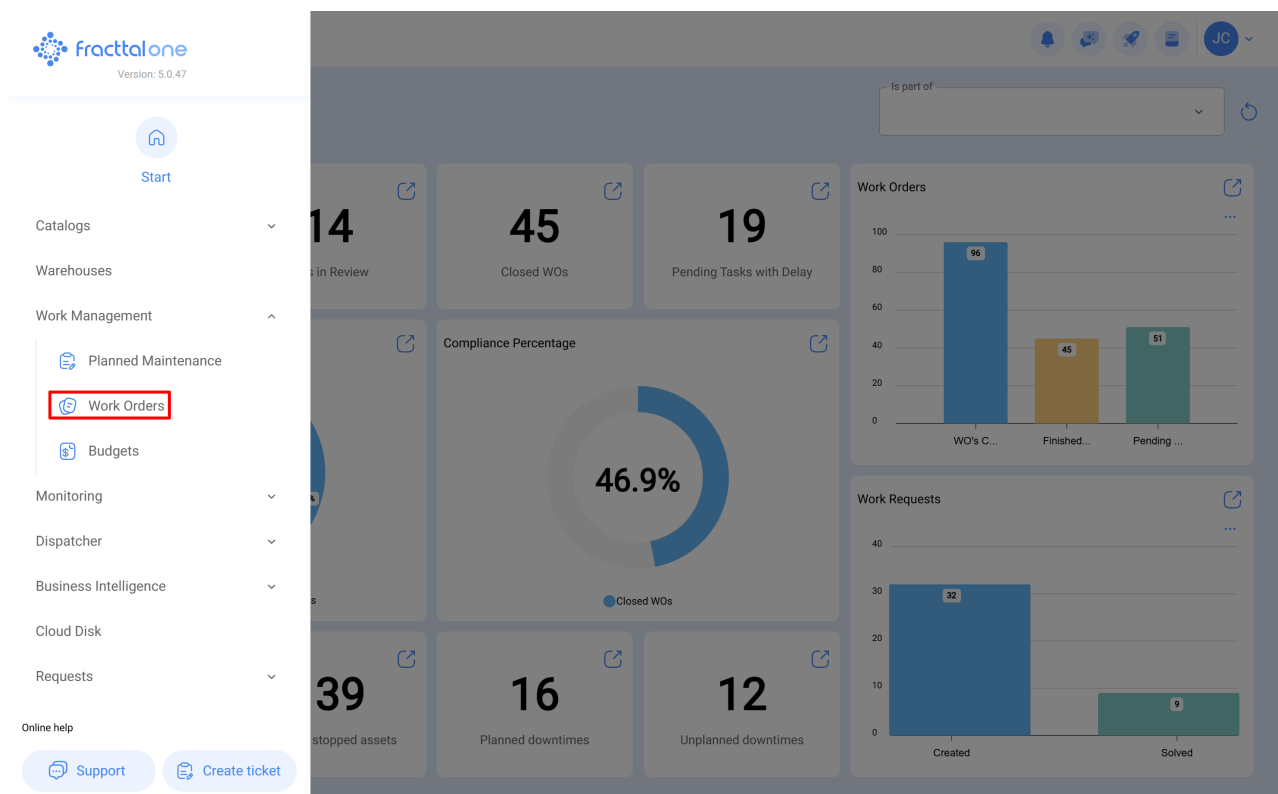 fracttal one
Version: 5.0.47
JC
Is part of
Start
Catalogs
Warehouses
Work Management
Planned Maintenance
Work Orders
Budgets
Monitoring
Dispatcher
Business Intelligence
Cloud Disk
Requests
Online help
Support
Create ticket
14
s in Review
45
Closed WOs
19
Pending Tasks with Delay
Work Orders
...
100
80
60
40
20
0
96
45
51
WO's C...
Finished...
Pending ...
%
s
Compliance Percentage
46.9%
Closed WOs
Work Requests
...
40
30
20
10
0
32
9
Created
Solved
39
stopped assets
16
Planned downtimes
12
Unplanned downtimes